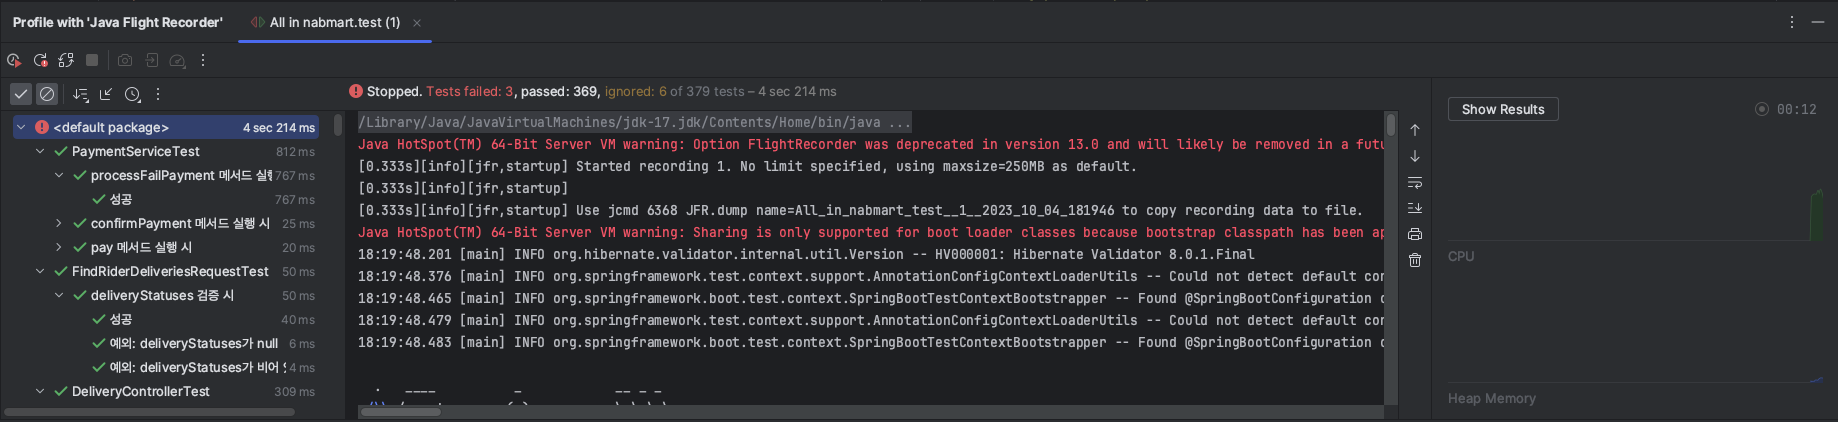 Profile with 'Java Flight Recorder'
All in nabmart.test (1)
Stopped. Tests failed: 3, passed: 369, ignored: 6 of 379 tests – 4 sec 214 ms
<default package> 4 sec 214 ms
PaymentServiceTest 812 ms
processFailPayment 메서드 실행 767 ms
성공 767 ms
confirmPayment 메서드 실행 시 25 ms
pay 메서드 실행 시 20 ms
FindRiderDeliveriesRequestTest 50 ms
deliveryStatuses 검증 시 50 ms
성공 40 ms
예외: deliveryStatuses가 null 6 ms
예외: deliveryStatuses가 비어 4 ms
DeliveryControllerTest 309 ms
/Library/Java/JavaVirtualMachines/jdk-17.jdk/Contents/Home/bin/java ...
Java HotSpot(TM) 64-Bit Server VM warning: Option FlightRecorder was deprecated in version 13.0 and will likely be removed in a futu
[0.333s][info][jfr,startup] Started recording 1. No limit specified, using maxsize=250MB as default.
[0.333s][info][jfr,startup]
[0.333s][info][jfr,startup] Use jcmd 6368 JFR.dump name=All_in_nabmart_test__1__2023_10_04_181946 to copy recording data to file.
Java HotSpot(TM) 64-Bit Server VM warning: Sharing is only supported for boot loader classes because bootstrap classpath has been ap
18:19:48.201 [main] INFO org.hibernate.validator.internal.util.Version -- HV000001: Hibernate Validator 8.0.1.Final
18:19:48.376 [main] INFO org.springframework.test.context.support.AnnotationConfigContextLoaderUtils -- Could not detect default con
18:19:48.465 [main] INFO org.springframework.boot.test.context.SpringBootTestContextBootstrapper -- Found @SpringBootConfiguration
18:19:48.479 [main] INFO org.springframework.test.context.support.AnnotationConfigContextLoaderUtils -- Could not detect default con
18:19:48.483 [main] INFO org.springframework.boot.test.context.SpringBootTestContextBootstrapper -- Found @SpringBootConfiguration
Show Results
00:12
CPU
Heap Memory